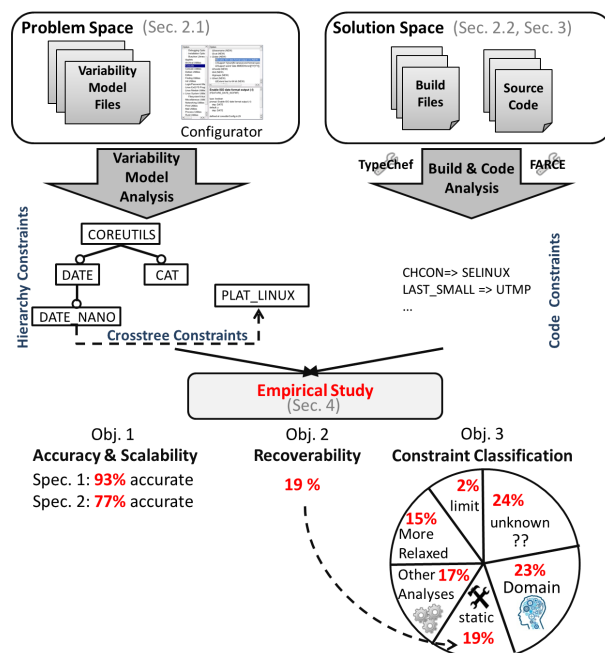 Problem Space (Sec. 2.1)
Variability
Model
Files
Configurator
Solution Space (Sec. 2.2, Sec. 3)
Build
Files
Source
Code
Variability
Model
Analysis
TypeChef
FARCE
Build & Code
Analysis
Hierarchy Constraints
COREUTILS
DATE
CAT
DATE_NANO
PLAT_LINUX
Crosstree Constraints
CHCON=> SELINUX
LAST_SMALL => UTMP
...
Code Constraints
Empirical Study
(Sec. 4)
Obj. 1
Accuracy & Scalability
Spec. 1: 93% accurate
Spec. 2: 77% accurate
Obj. 2
Recoverability
19 %
Obj. 3
Constraint Classification
2%
limit
24%
unknown
??
15%
More
Relaxed
23%
Domain
Other 17%
Analyses
static
19%